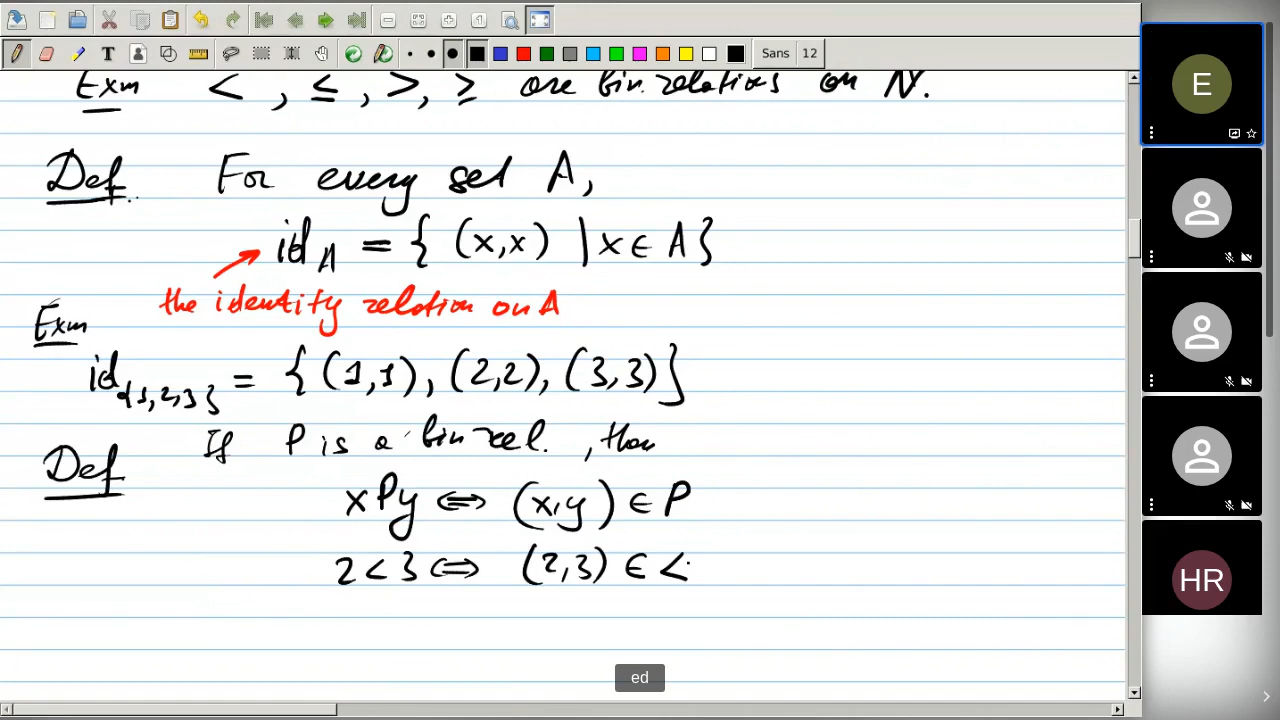 Sans 12
Exm < , ≤ , >, ≥ are bin. relations on N.
Def. For every set A,
id_A = { (x,x) | x ∈ A}
the identity relation on A
Exm
id_{1,2,3} = { (1,1), (2,2), (3,3)}
Def If P is a bin rel. , then
xPy ⇔ (x,y) ∈ P
2 < 3 ⇔ (2,3) ∈ <
ed
E
HR